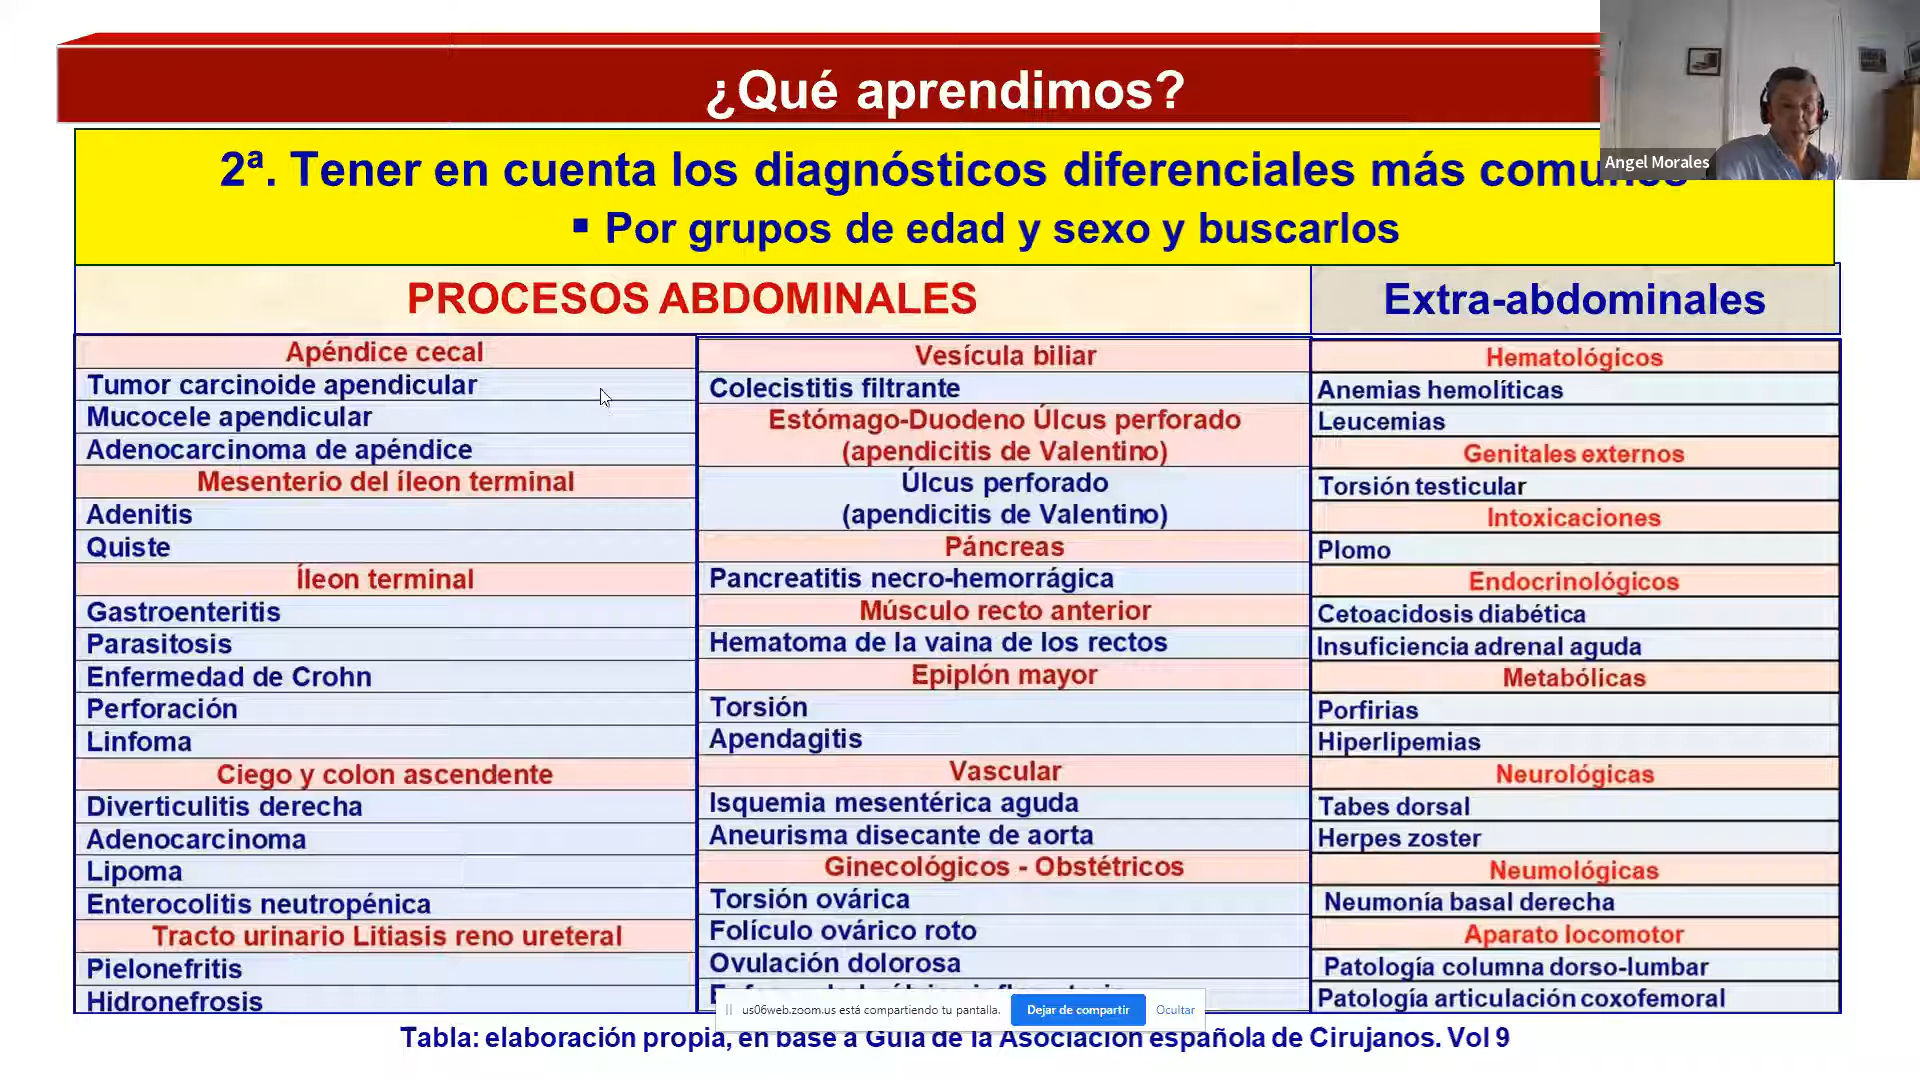 ¿Qué aprendimos?
Angel Morales
2ª. Tener en cuenta los diagnósticos diferenciales más
▪ Por grupos de edad y sexo y buscarlos
PROCESOS ABDOMINALES
Apéndice cecal
Tumor carcinoide apendicular
Mucocele apendicular
Adenocarcinoma de apéndice
Mesenterio del íleon terminal
Adenitis
Quiste
Íleon terminal
Gastroenteritis
Parasitosis
Enfermedad de Crohn
Perforación
Linfoma
Ciego y colon ascendente
Diverticulitis derecha
Adenocarcinoma
Lipoma
Enterocolitis neutropénica
Tracto urinario Litiasis reno ureteral
Pielonefritis
Hidronefrosis
Vesícula biliar
Colecistitis filtrante
Estómago-Duodeno Úlcus perforado
(apendicitis de Valentino)
Úlcus perforado
(apendicitis de Valentino)
Páncreas
Pancreatitis necro-hemorrágica
Músculo recto anterior
Hematoma de la vaina de los rectos
Epiplón mayor
Torsión
Apendagitis
Vascular
Isquemia mesentérica aguda
Aneurisma disecante de aorta
Ginecológicos - Obstétricos
Torsión ovárica
Folículo ovárico roto
Ovulación dolorosa
Extra-abdominales
Hematológicos
Anemias hemolíticas
Leucemias
Genitales externos
Torsión testicular
Intoxicaciones
Plomo
Endocrinológicos
Cetoacidosis diabética
Insuficiencia adrenal aguda
Metabólicas
Porfirias
Hiperlipemias
Neurológicas
Tabes dorsal
Herpes zoster
Neumológicas
Neumonía basal derecha
Aparato locomotor
Patología columna dorso-lumbar
Patología articulación coxofemoral
us06web.zoom.us está compartiendo tu pantalla. Dejar de compartir Ocultar
Tabla: elaboración propia, en base a Guía de la Asociación española de Cirujanos. Vol 9